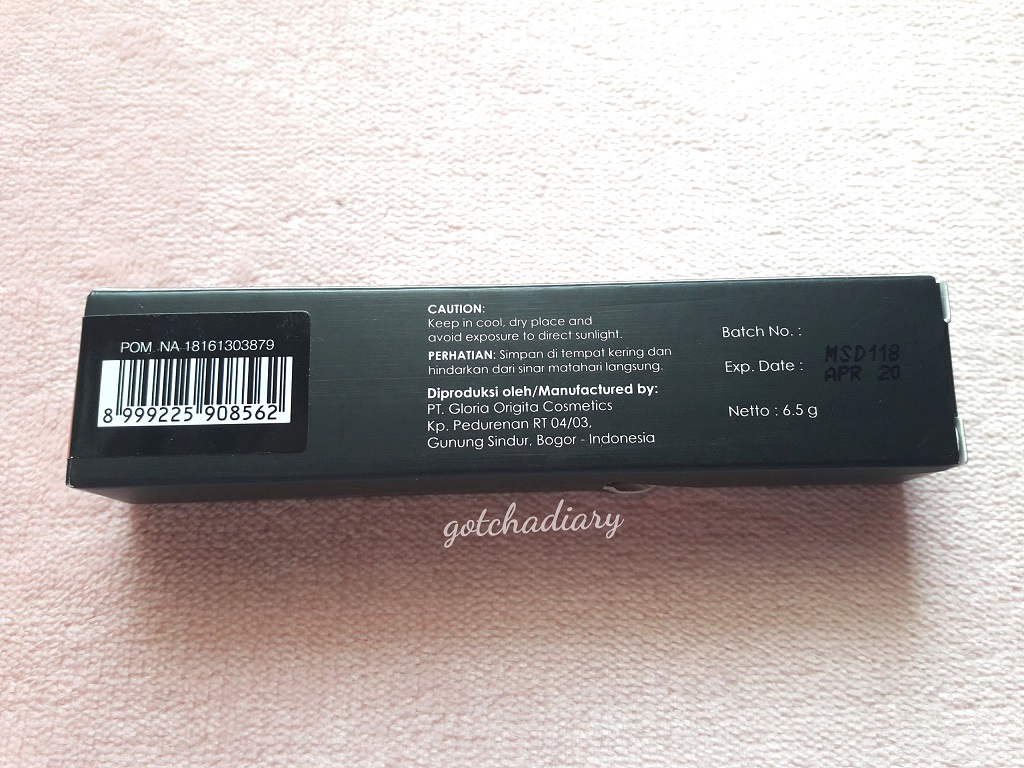 POM NA 18161303879
8 999225 908562
CAUTION:
Keep in cool, dry place and
avoid exposure to direct sunlight.
PERHATIAN: Simpan di tempat kering dan
hindarkan dari sinar matahari langsung.
Diproduksi oleh/Manufactured by:
PT. Gloria Origita Cosmetics
Kp. Pedurenan RT 04/03,
Gunung Sindur, Bogor - Indonesia
Batch No. :
MSD118
Exp. Date :
APR 20
Netto : 6.5 g
gotchadiary